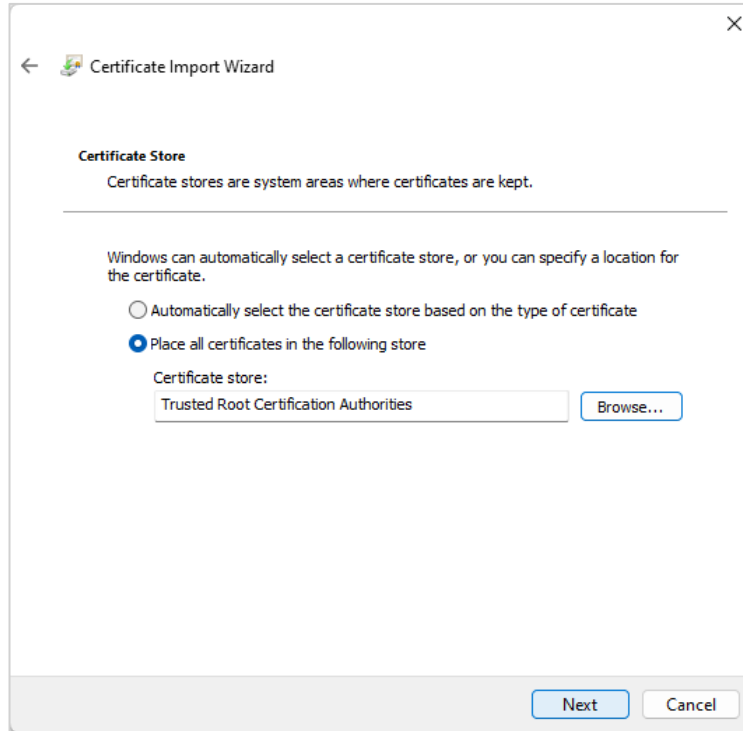 Certificate Import Wizard
Certificate Store
Certificate stores are system areas where certificates are kept.
Windows can automatically select a certificate store, or you can specify a location for
the certificate.
Automatically select the certificate store based on the type of certificate
Place all certificates in the following store
Certificate store:
Trusted Root Certification Authorities
Browse...
Next
Cancel